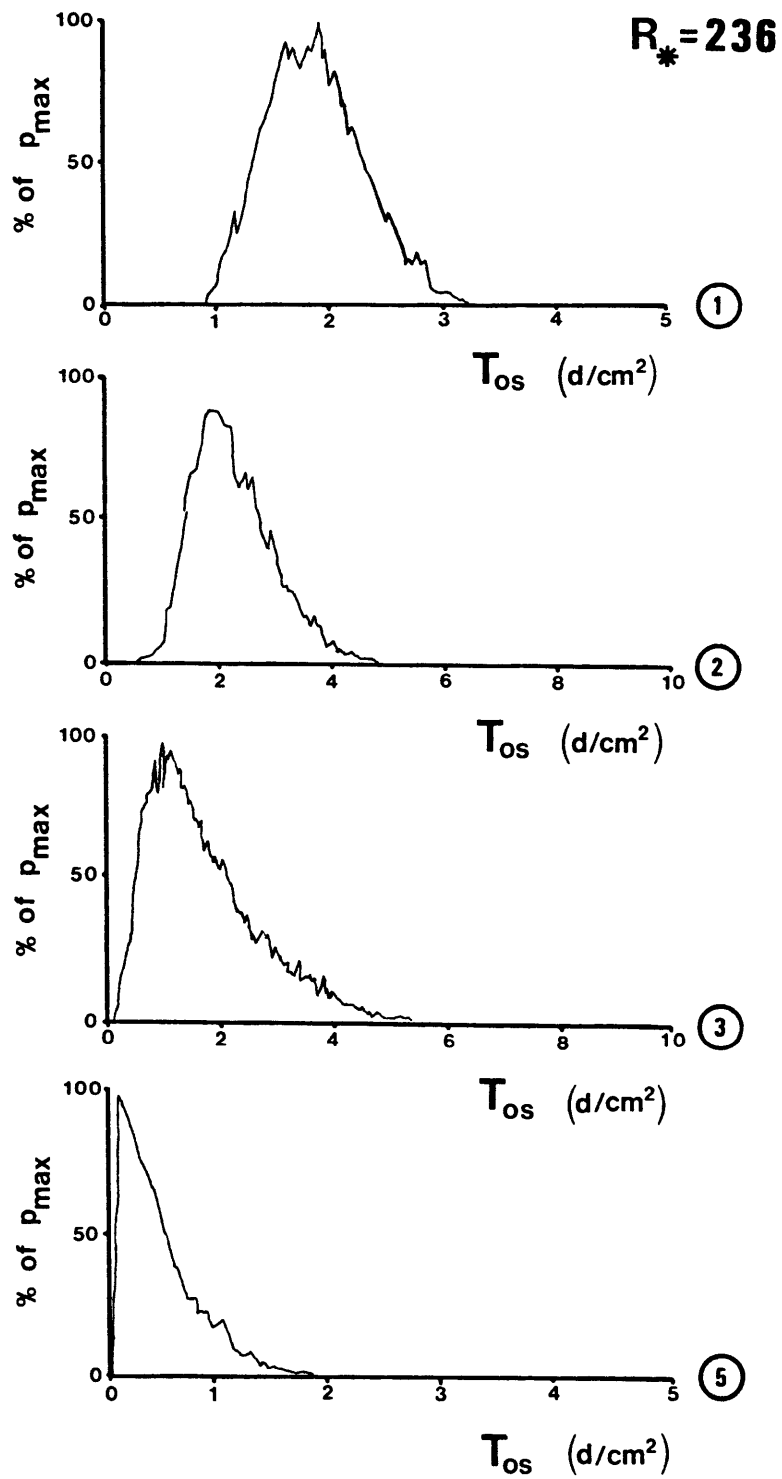 R*=236
100
50
0
% of pmax
0 1 2 3 4 5
1
Tos (d/cm²)
100
50
0
% of pmax
0 2 4 6 8 10
2
Tos (d/cm²)
100
50
0
% of pmax
0 2 4 6 8 10
3
Tos (d/cm²)
100
50
0
% of pmax
0 1 2 3 4 5
5
Tos (d/cm²)